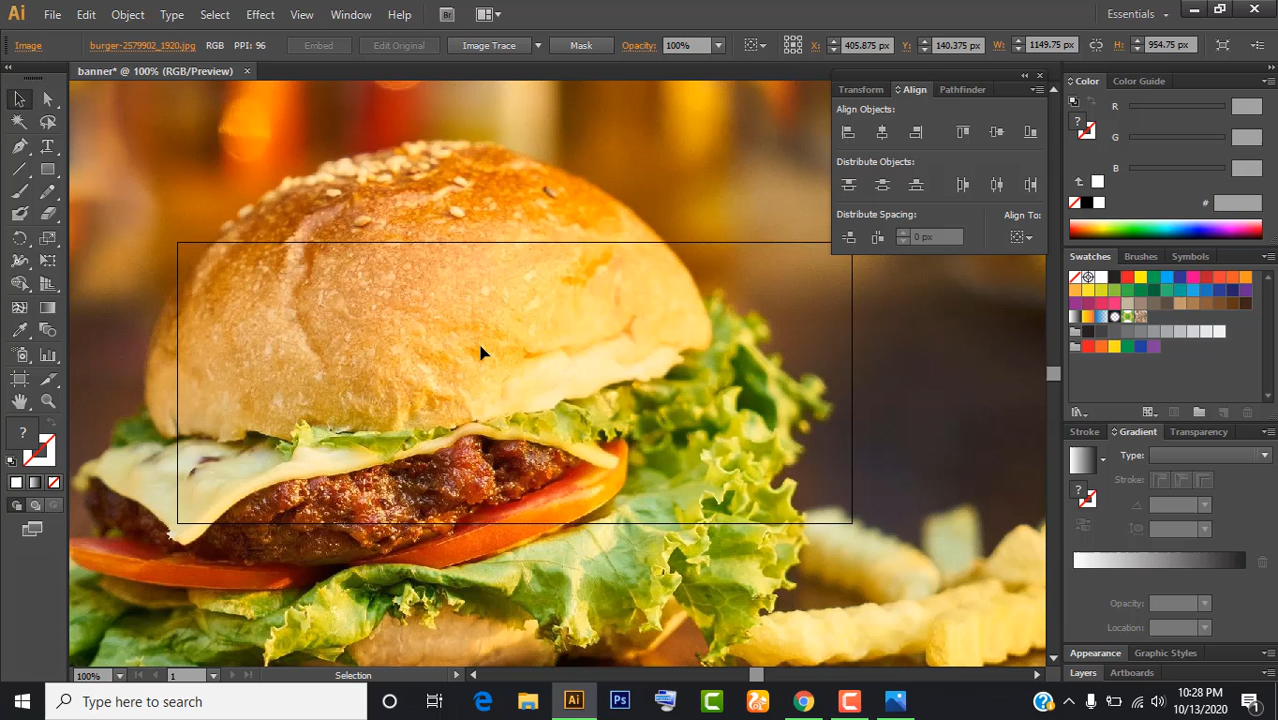 Ai File Edit Object Type Select Effect View Window Help Br Essentials
Image burger-2579902_1920.jpg RGB PPI: 96 Embed Edit Original Image Trace Mask Opacity: 100% X: 405.875 px Y: 140.375 px W: 1149.75 px H: 954.75 px
banner* @ 100% (RGB/Preview)
Transform Align Pathfinder
Align Objects:
Distribute Objects:
Distribute Spacing: Align To:
0 px
Color Color Guide
? R
G
B
#
Swatches Brushes Symbols
Stroke Gradient Transparency
Type:
? Stroke:
Opacity:
Location:
Appearance Graphic Styles
Layers Artboards
?
100% 1 Selection
Type here to search
Ai Ps C C
10:28 PM
10/13/2020
1